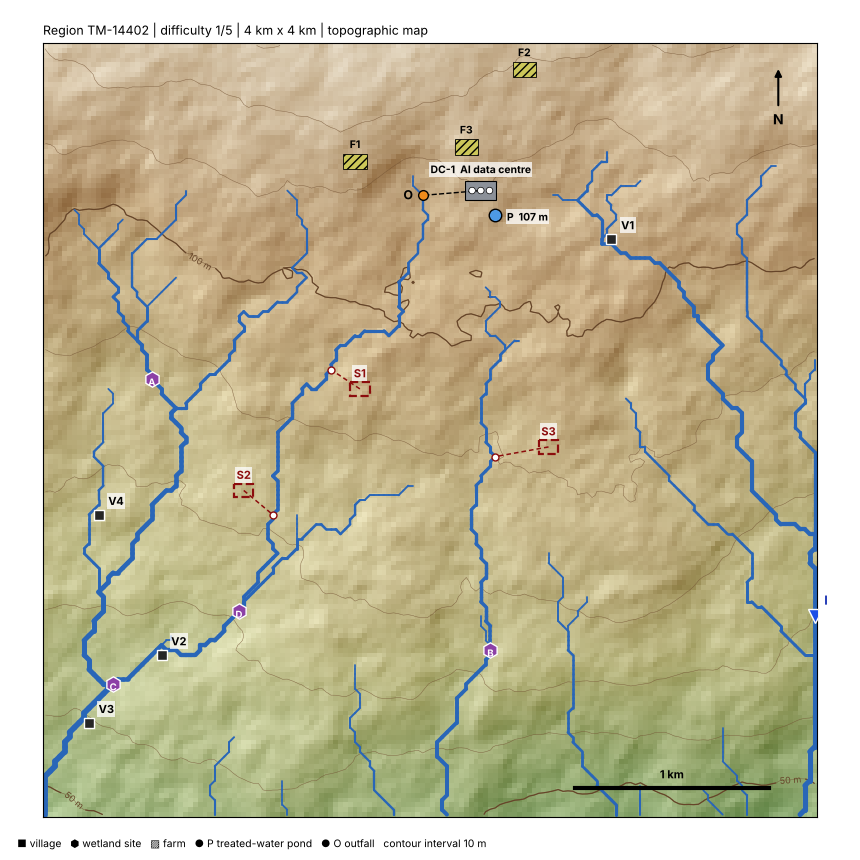 Region TM-14402 | difficulty 1/5 | 4 km x 4 km | topographic map
F2
N
F3
F1
DC-1 AI data centre
O
P 107 m
V1
100 m
A
S1
S3
S2
V4
D
I
V2
B
C
V3
1 km
50 m
50 m
village wetland site farm P treated-water pond O outfall contour interval 10 m